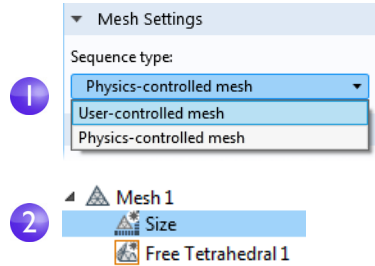 Mesh Settings
Sequence type:
1
Physics-controlled mesh
User-controlled mesh
Physics-controlled mesh
Mesh 1
2
Size
Free Tetrahedral 1